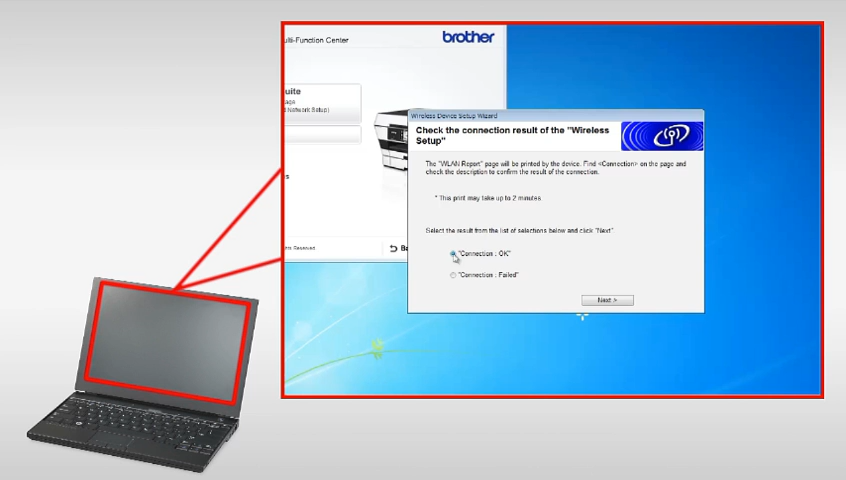 ulti-Function Center
brother
uite
age
d Network Setup)
Wireless Device Setup Wizard
Check the connection result of the "Wireless
Setup"
The "WLAN Report" page will be printed by the device. Find <Connection> on the page and
check the description to confirm the result of the connection.
* This print may take up to 2 minutes.
Select the result from the list of selections below and click "Next".
ghts Reserved.
Ba
"Connection : OK"
"Connection : Failed"
Next >